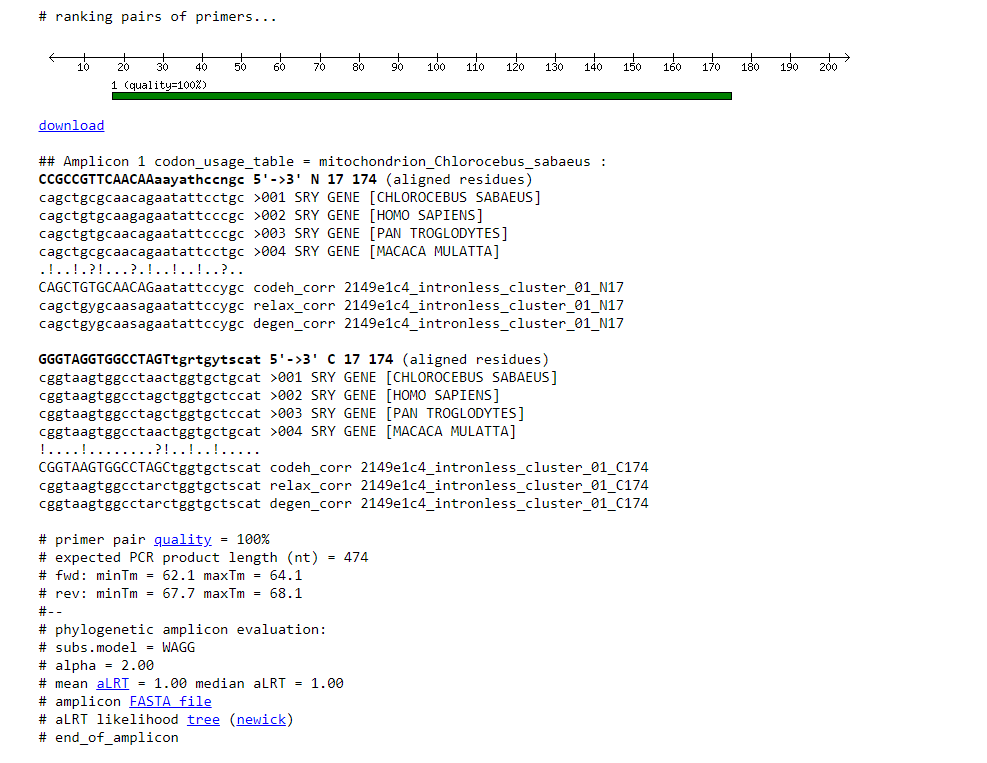 # ranking pairs of primers...
10 20 30 40 50 60 70 80 90 100 110 120 130 140 150 160 170 180 190 200
1 (quality=100%)
download
## Amplicon 1 codon_usage_table = mitochondrion_Chlorocebus_sabaeus :
CCGCCGTTCAACAAaayathccngc 5'->3' N 17 174 (aligned residues)
cagctgcgcaacagaatattcctgc >001 SRY GENE [CHLOROCEBUS SABAEUS]
cagctgtgcaagagaatattcccgc >002 SRY GENE [HOMO SAPIENS]
cagctgtgcaacagaatattcccgc >003 SRY GENE [PAN TROGLODYTES]
cagctgcgcaacagaatattcctgc >004 SRY GENE [MACACA MULATTA]
.!..!.?!...?.!..!..!..?..
CAGCTGTGCAACAGaatattccygc codeh_corr 2149e1c4_intronless_cluster_01_N17
cagctgygcaasagaatattccygc relax_corr 2149e1c4_intronless_cluster_01_N17
cagctgygcaasagaatattccygc degen_corr 2149e1c4_intronless_cluster_01_N17
GGGTAGGTGGCCTAGTtgrtgytscat 5'->3' C 17 174 (aligned residues)
cggtaagtggcctaactggtgctgcat >001 SRY GENE [CHLOROCEBUS SABAEUS]
cggtaagtggcctagctggtgctccat >002 SRY GENE [HOMO SAPIENS]
cggtaagtggcctagctggtgctccat >003 SRY GENE [PAN TROGLODYTES]
cggtaagtggcctaactggtgctgcat >004 SRY GENE [MACACA MULATTA]
!....!........?!..!..!.....
CGGTAAGTGGCCTAGCtggtgctscat codeh_corr 2149e1c4_intronless_cluster_01_C174
cggtaagtggcctarctggtgctscat relax_corr 2149e1c4_intronless_cluster_01_C174
cggtaagtggcctarctggtgctscat degen_corr 2149e1c4_intronless_cluster_01_C174
# primer pair quality = 100%
# expected PCR product length (nt) = 474
# fwd: minTm = 62.1 maxTm = 64.1
# rev: minTm = 67.7 maxTm = 68.1
#--
# phylogenetic amplicon evaluation:
# subs.model = WAGG
# alpha = 2.00
# mean aLRT = 1.00 median aLRT = 1.00
# amplicon FASTA file
# aLRT likelihood tree (newick)
# end_of_amplicon